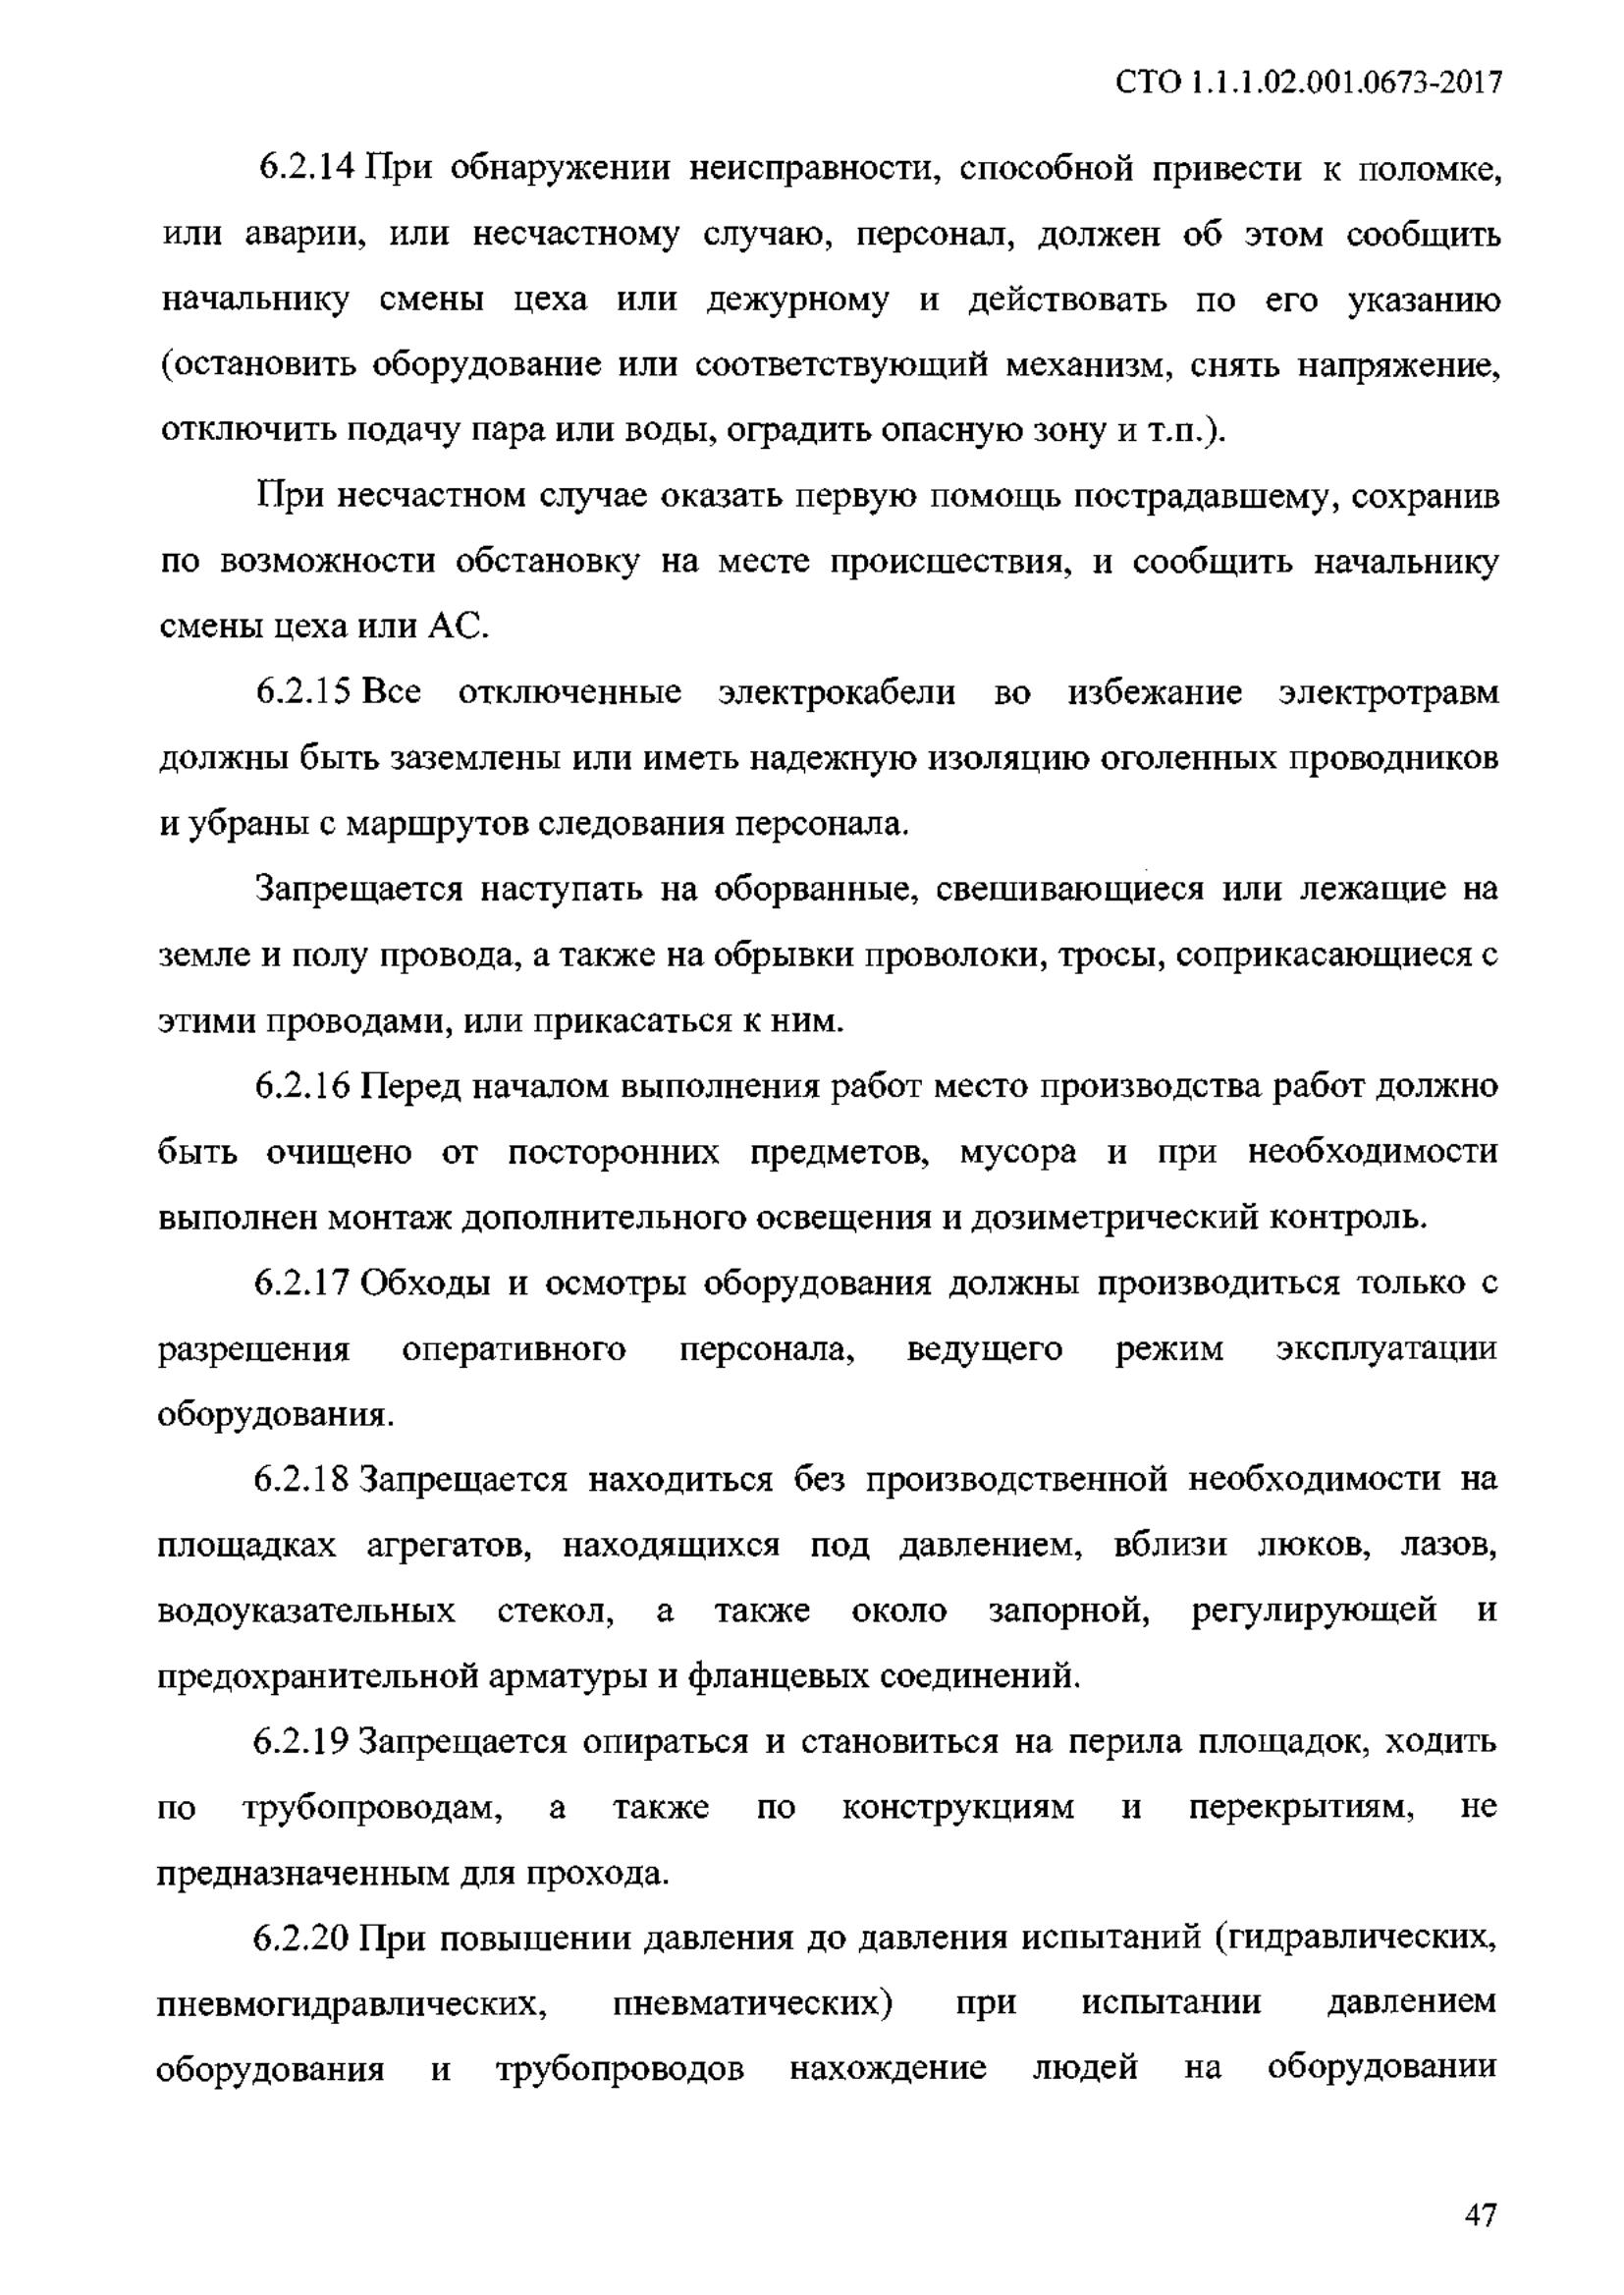 СТО 1.1.1.02.001.0673-2017
6.2.14 При обнаружении неисправности, способной привести к поломке,
или аварии, или несчастному случаю, персонал, должен об этом сообщить
начальнику смены цеха или дежурному и действовать по его указанию
(остановить оборудование или соответствующий механизм, снять напряжение,
отключить подачу пара или воды, оградить опасную зону и т.п.).
При несчастном случае оказать первую помощь пострадавшему, сохранив
по возможности обстановку на месте происшествия, и сообщить начальнику
смены цеха или АС.
6.2.15 Все отключенные электрокабели во избежание электротравм
должны быть заземлены или иметь надежную изоляцию оголенных проводников
и убраны с маршрутов следования персонала.
Запрещается наступать на оборванные, свешивающиеся или лежащие на
земле и полу провода, а также на обрывки проволоки, тросы, соприкасающиеся с
этими проводами, или прикасаться к ним.
6.2.16 Перед началом выполнения работ место производства работ должно
быть очищено от посторонних предметов, мусора и при необходимости
выполнен монтаж дополнительного освещения и дозиметрический контроль.
6.2.17 Обходы и осмотры оборудования должны производиться только с
разрешения оперативного персонала, ведущего режим эксплуатации
оборудования.
6.2.18 Запрещается находиться без производственной необходимости на
площадках агрегатов, находящихся под давлением, вблизи люков, лазов,
водоуказательных стекол, а также около запорной, регулирующей и
предохранительной арматуры и фланцевых соединений.
6.2.19 Запрещается опираться и становиться на перила площадок, ходить
по трубопроводам, а также по конструкциям и перекрытиям, не
предназначенным для прохода.
6.2.20 При повышении давления до давления испытаний (гидравлических,
пневмогидравлических, пневматических) при испытании давлением
оборудования и трубопроводов нахождение людей на оборудовании
47